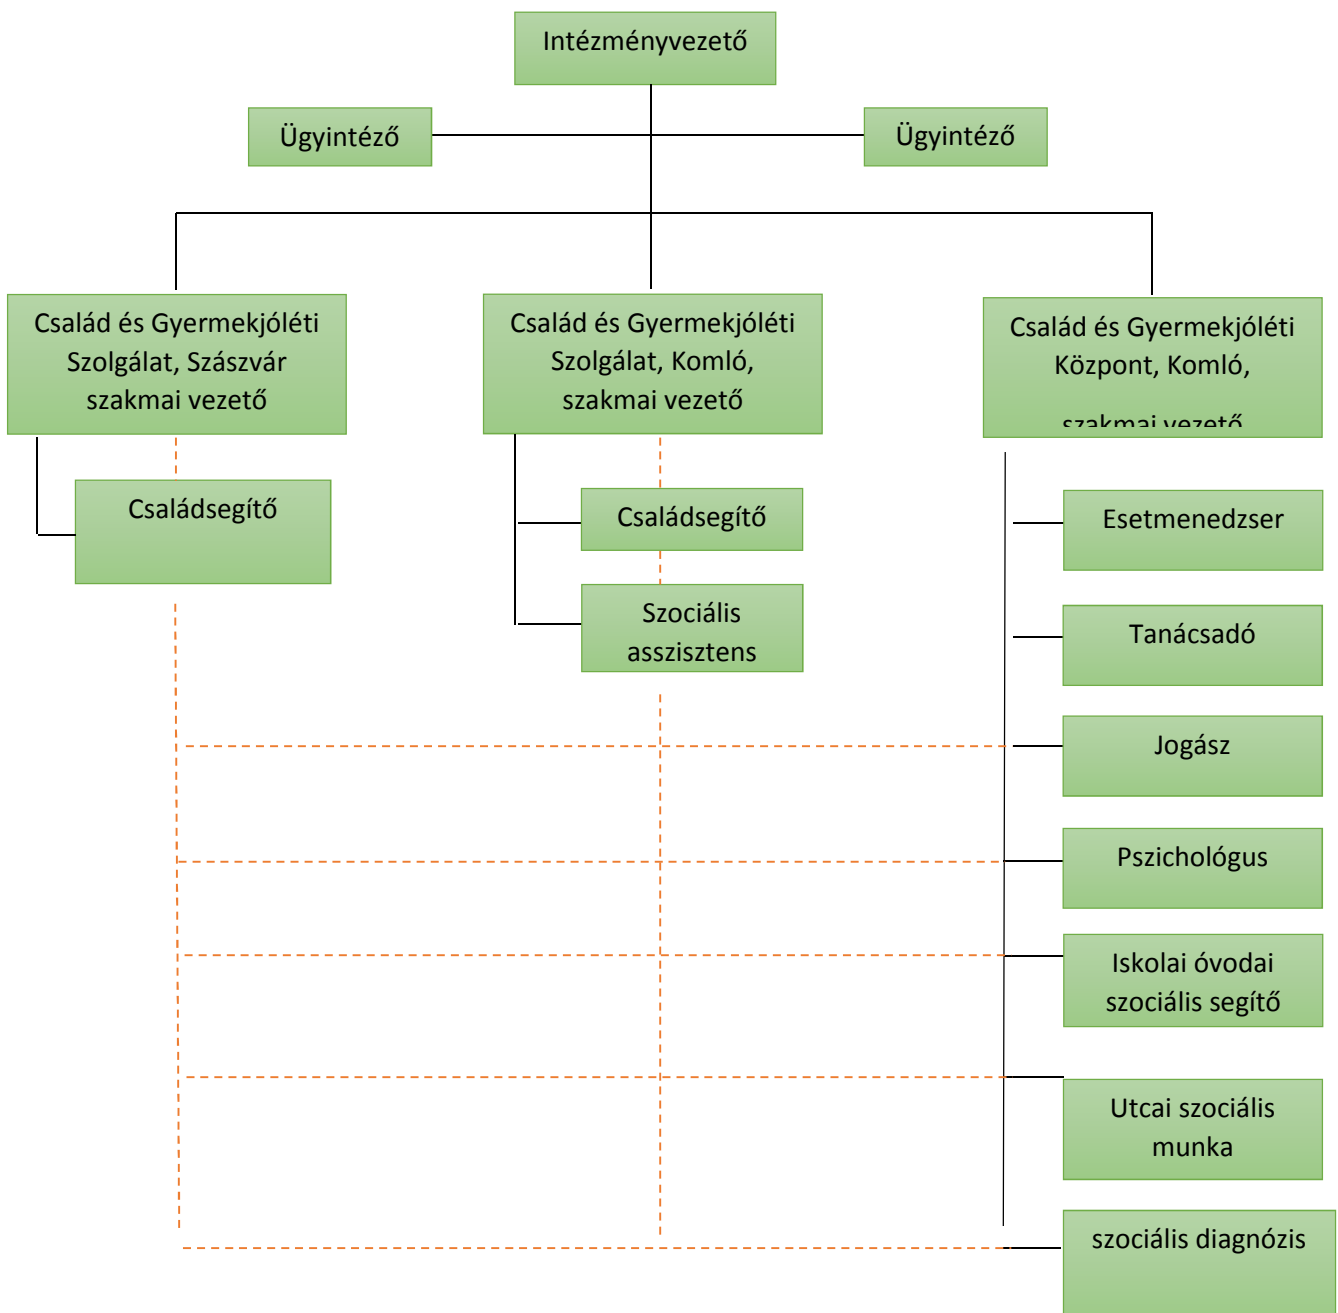 Intézményvezető
Ügyintéző
Ügyintéző
Család és Gyermekjóléti
Szolgálat, Szászvár
szakmai vezető
Család és Gyermekjóléti
Szolgálat, Komló,
szakmai vezető
Család és Gyermekjóléti
Központ, Komló,
szakmai vezető
Családsegítő
Családsegítő
Szociális
asszisztens
Esetmenedzser
Tanácsadó
Jogász
Pszichológus
Iskolai óvodai
szociális segítő
Utcai szociális
munka
szociális diagnózis